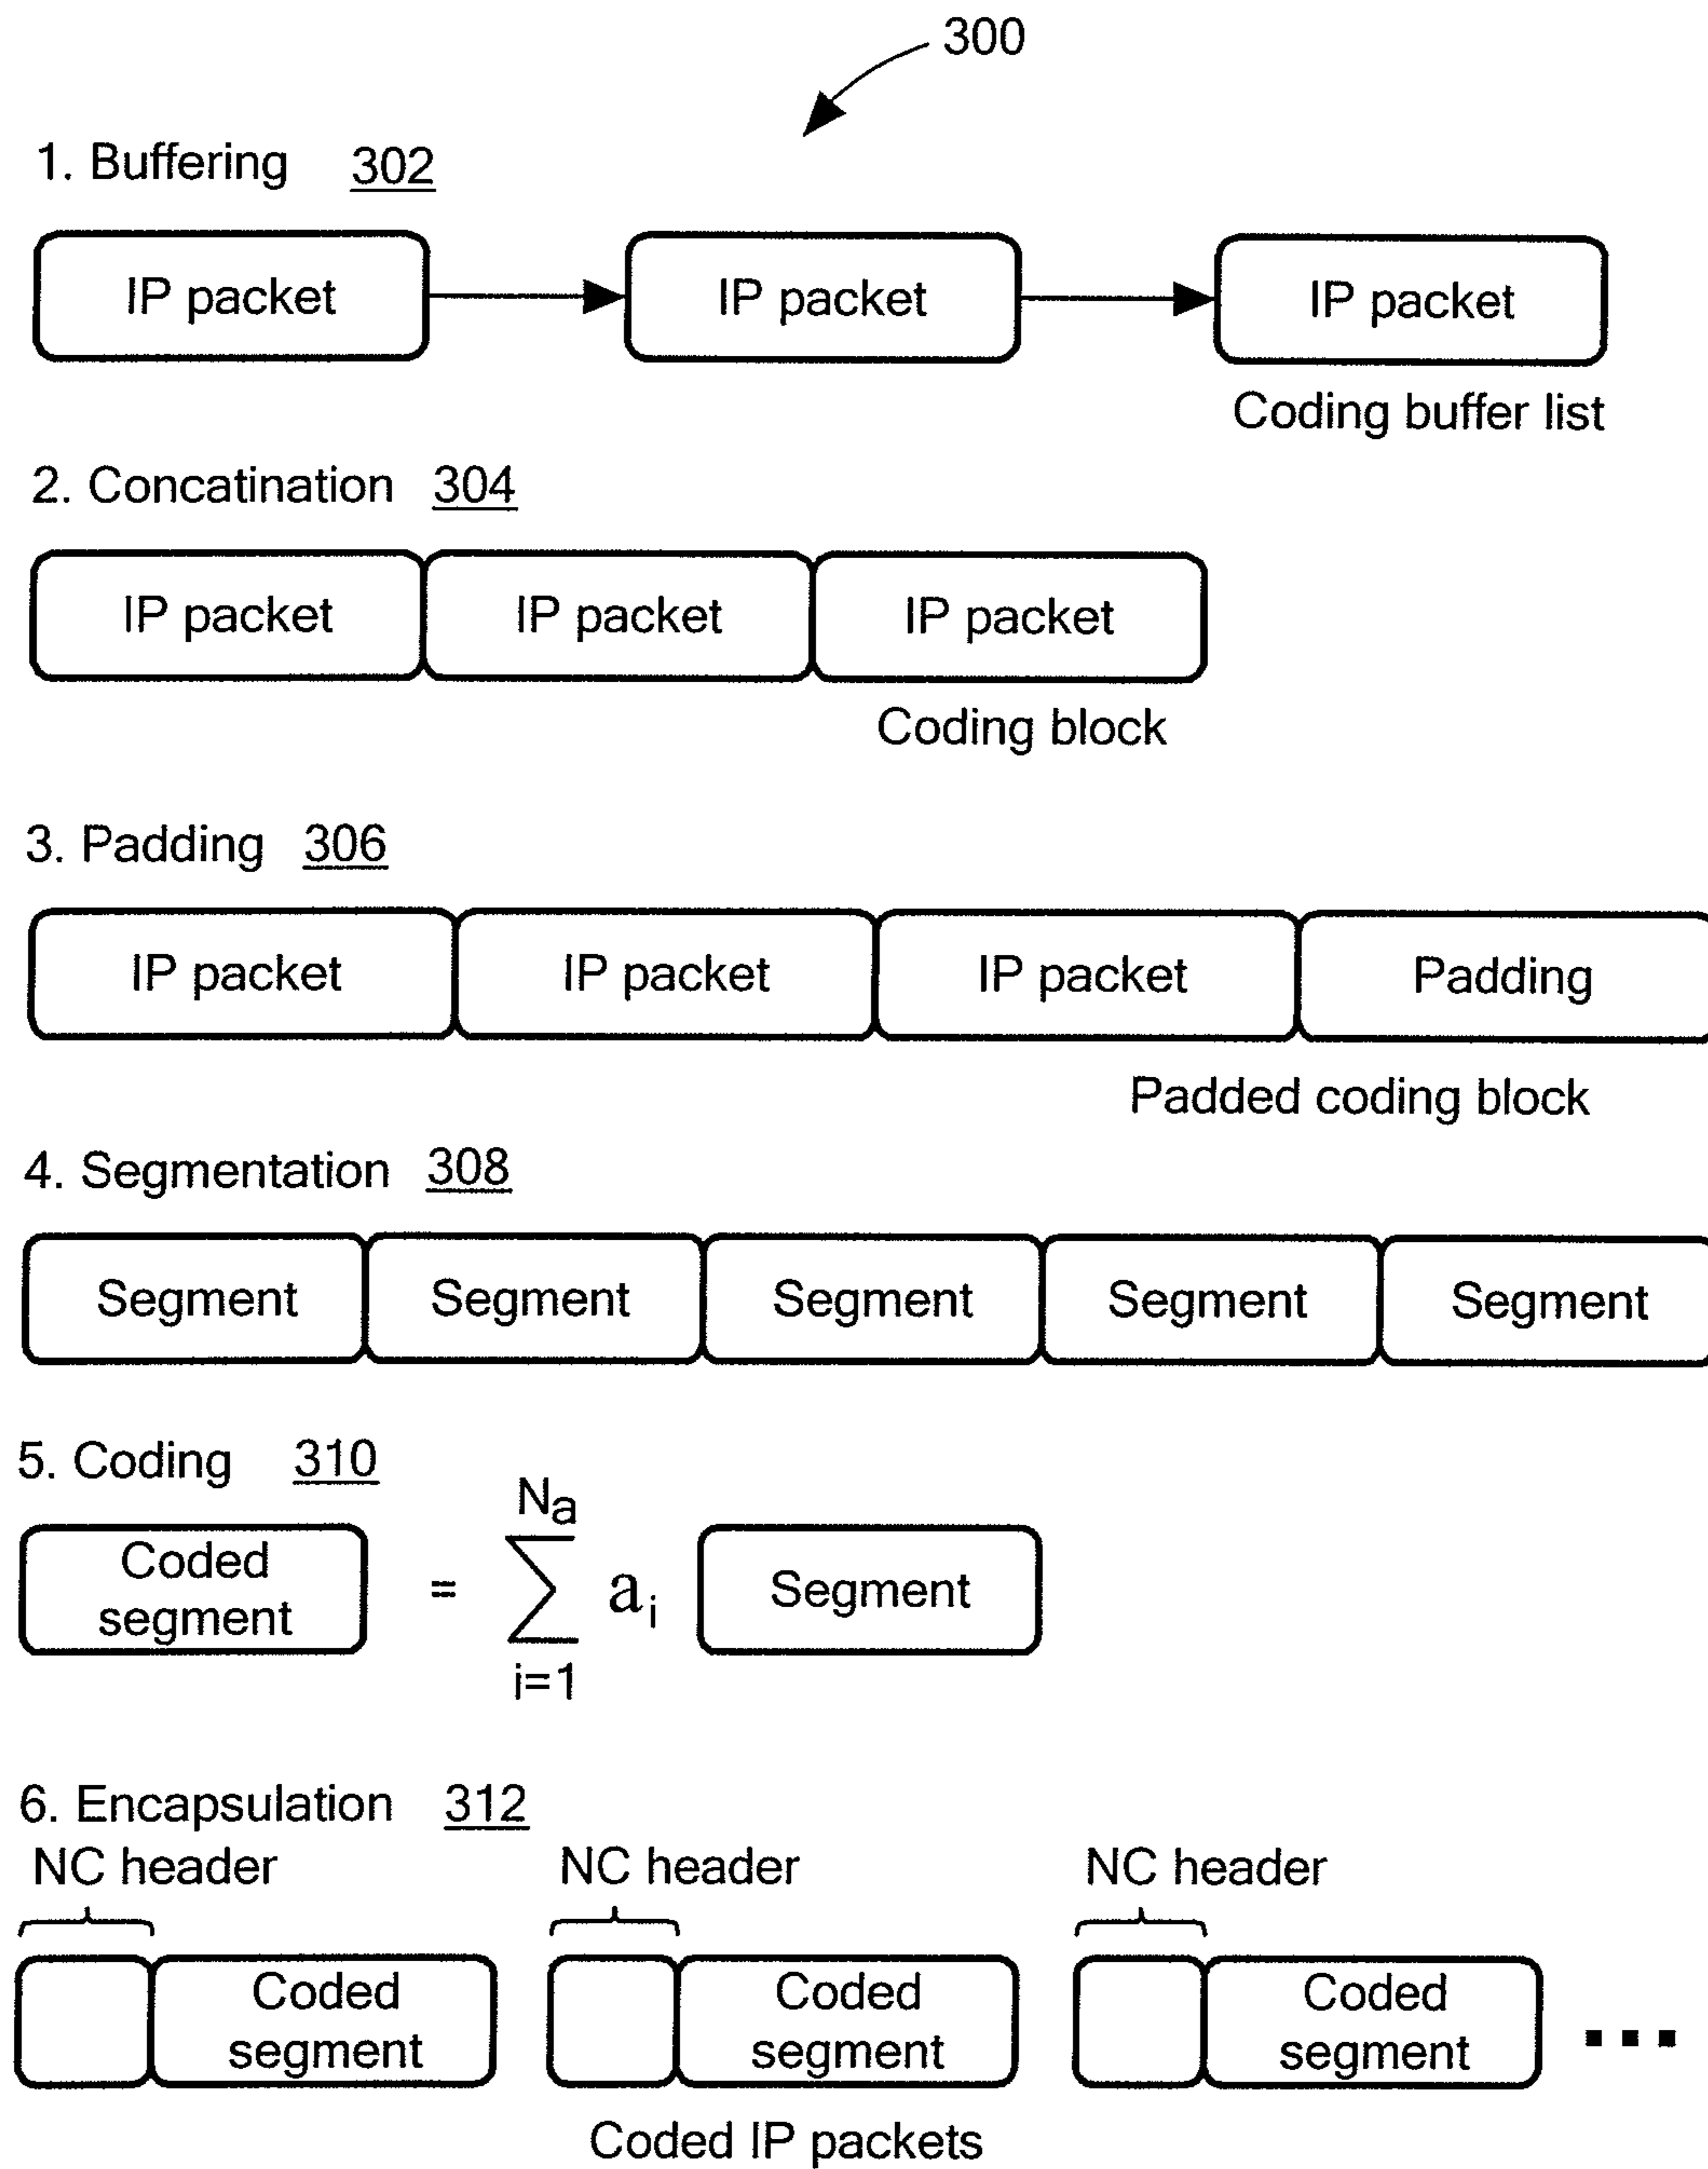 300
1. Buffering 302
IP packet IP packet IP packet
Coding buffer list
2. Concatination 304
IP packet IP packet IP packet
Coding block
3. Padding 306
IP packet IP packet IP packet Padding
Padded coding block
4. Segmentation 308
Segment Segment Segment Segment Segment
5. Coding 310
Coded segment = ∑ i=1 Na ai Segment
6. Encapsulation 312
NC header NC header NC header
Coded Coded Coded
segment segment segment ...
Coded IP packets